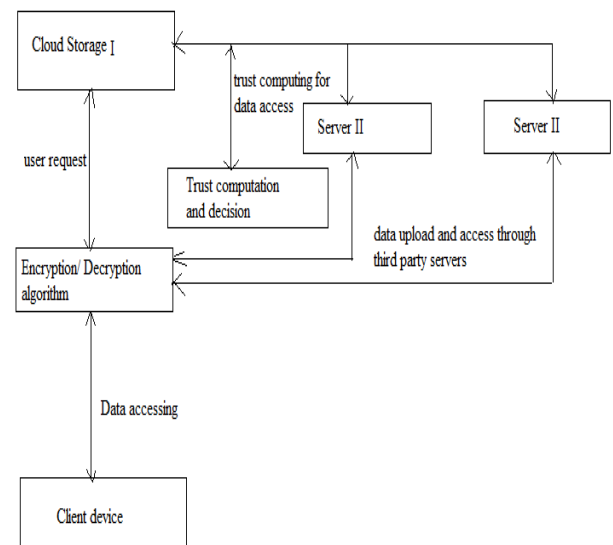 Cloud Storage I
trust computing for
data access
Server II
Server II
user request
Trust computation
and decision
data upload and access through
third party servers
Encryption/ Decryption
algorithm
Data accessing
Client device